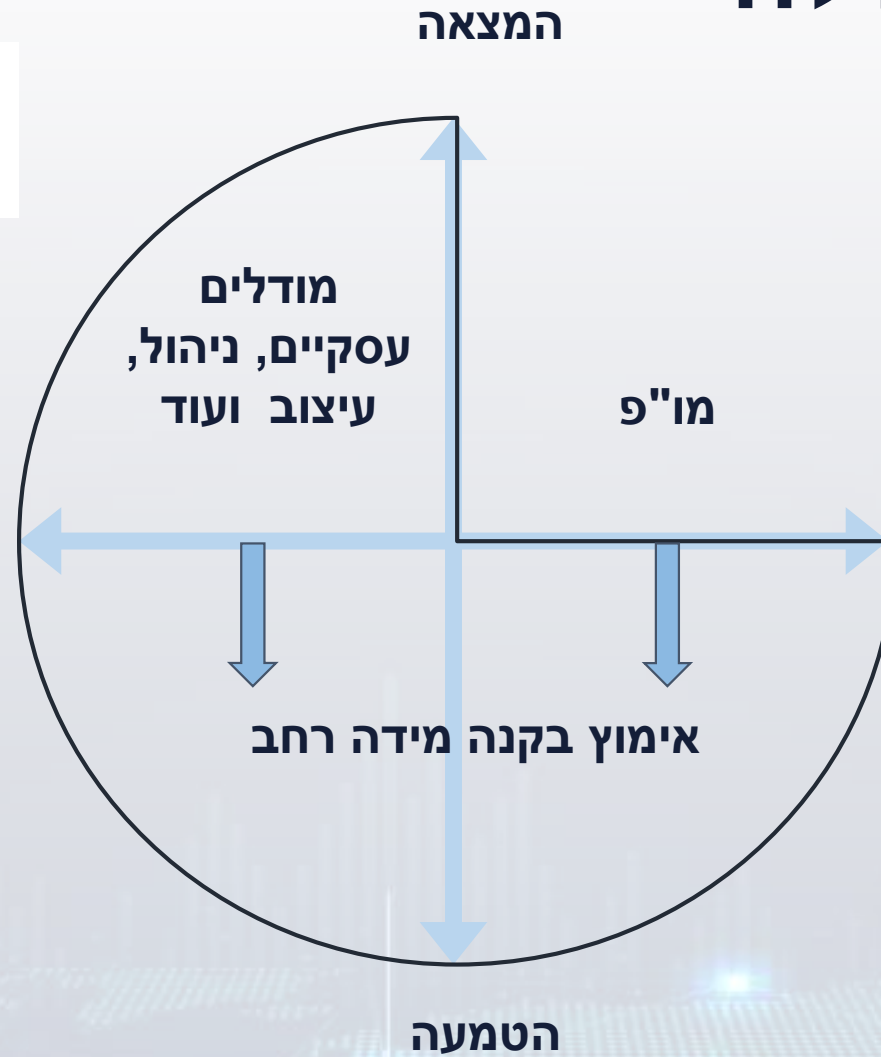 המצאה
מודלים
עסקיים, ניהול,
עיצוב ועוד
מו"פ
אימוץ בקנה מידה רחב
הטמעה